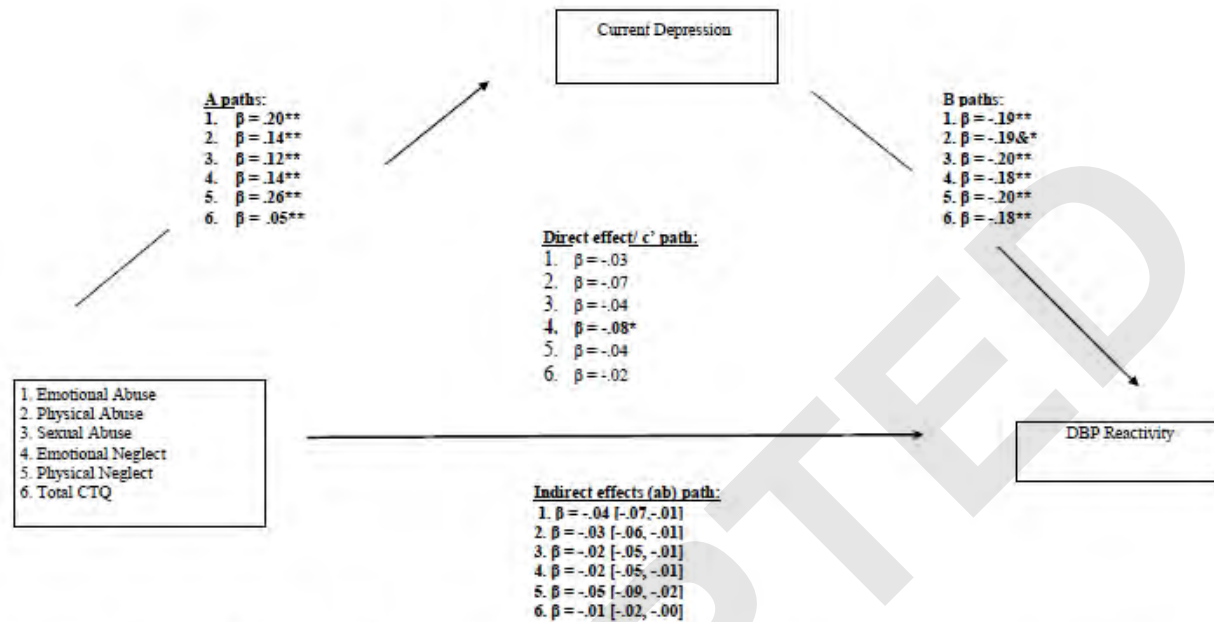 Current Depression
A paths:
1. β = .20**
2. β = .14**
3. β = .12**
4. β = .14**
5. β = .26**
6. β = .05**
B paths:
1. β = -.19**
2. β = -.19&*
3. β = -.20**
4. β = -.18**
5. β = -.20**
6. β = -.18**
Direct effect/ c’ path:
1. β = -.03
2. β = -.07
3. β = -.04
4. β = -.08*
5. β = -.04
6. β = -.02
1. Emotional Abuse
2. Physical Abuse
3. Sexual Abuse
4. Emotional Neglect
5. Physical Neglect
6. Total CTQ
DBP Reactivity
Indirect effects (ab) path:
1. β = -.04 [-.07,-.01]
2. β = -.03 [-.06, -.01]
3. β = -.02 [-.05, -.01]
4. β = -.02 [-.05, -.01]
5. β = -.05 [-.09, -.02]
6. β = -.01 [-.02, -.00]
PTED